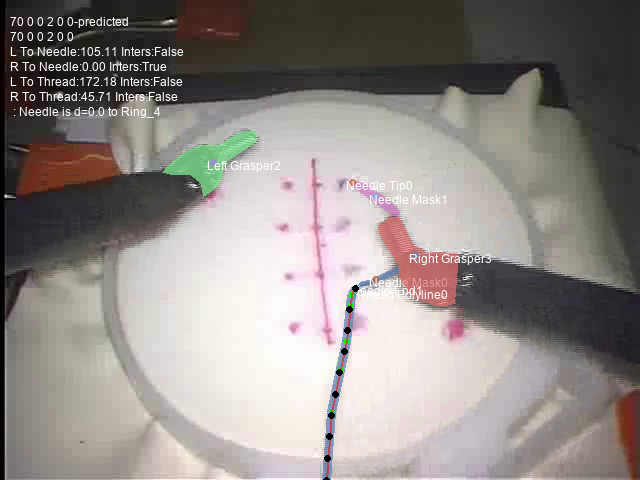 70 0 0 2 0 0-predicted
70 0 0 2 0 0
L To Needle:105.11 Inters:False
R To Needle:0.00 Inters:True
L To Thread:172.18 Inters:False
R To Thread:45.71 Inters:False
: Needle is d=0.0 to Ring_4
Left Grasper2
Needle Tip0
Needle Mask1
Right Grasper3
Needle Mask0